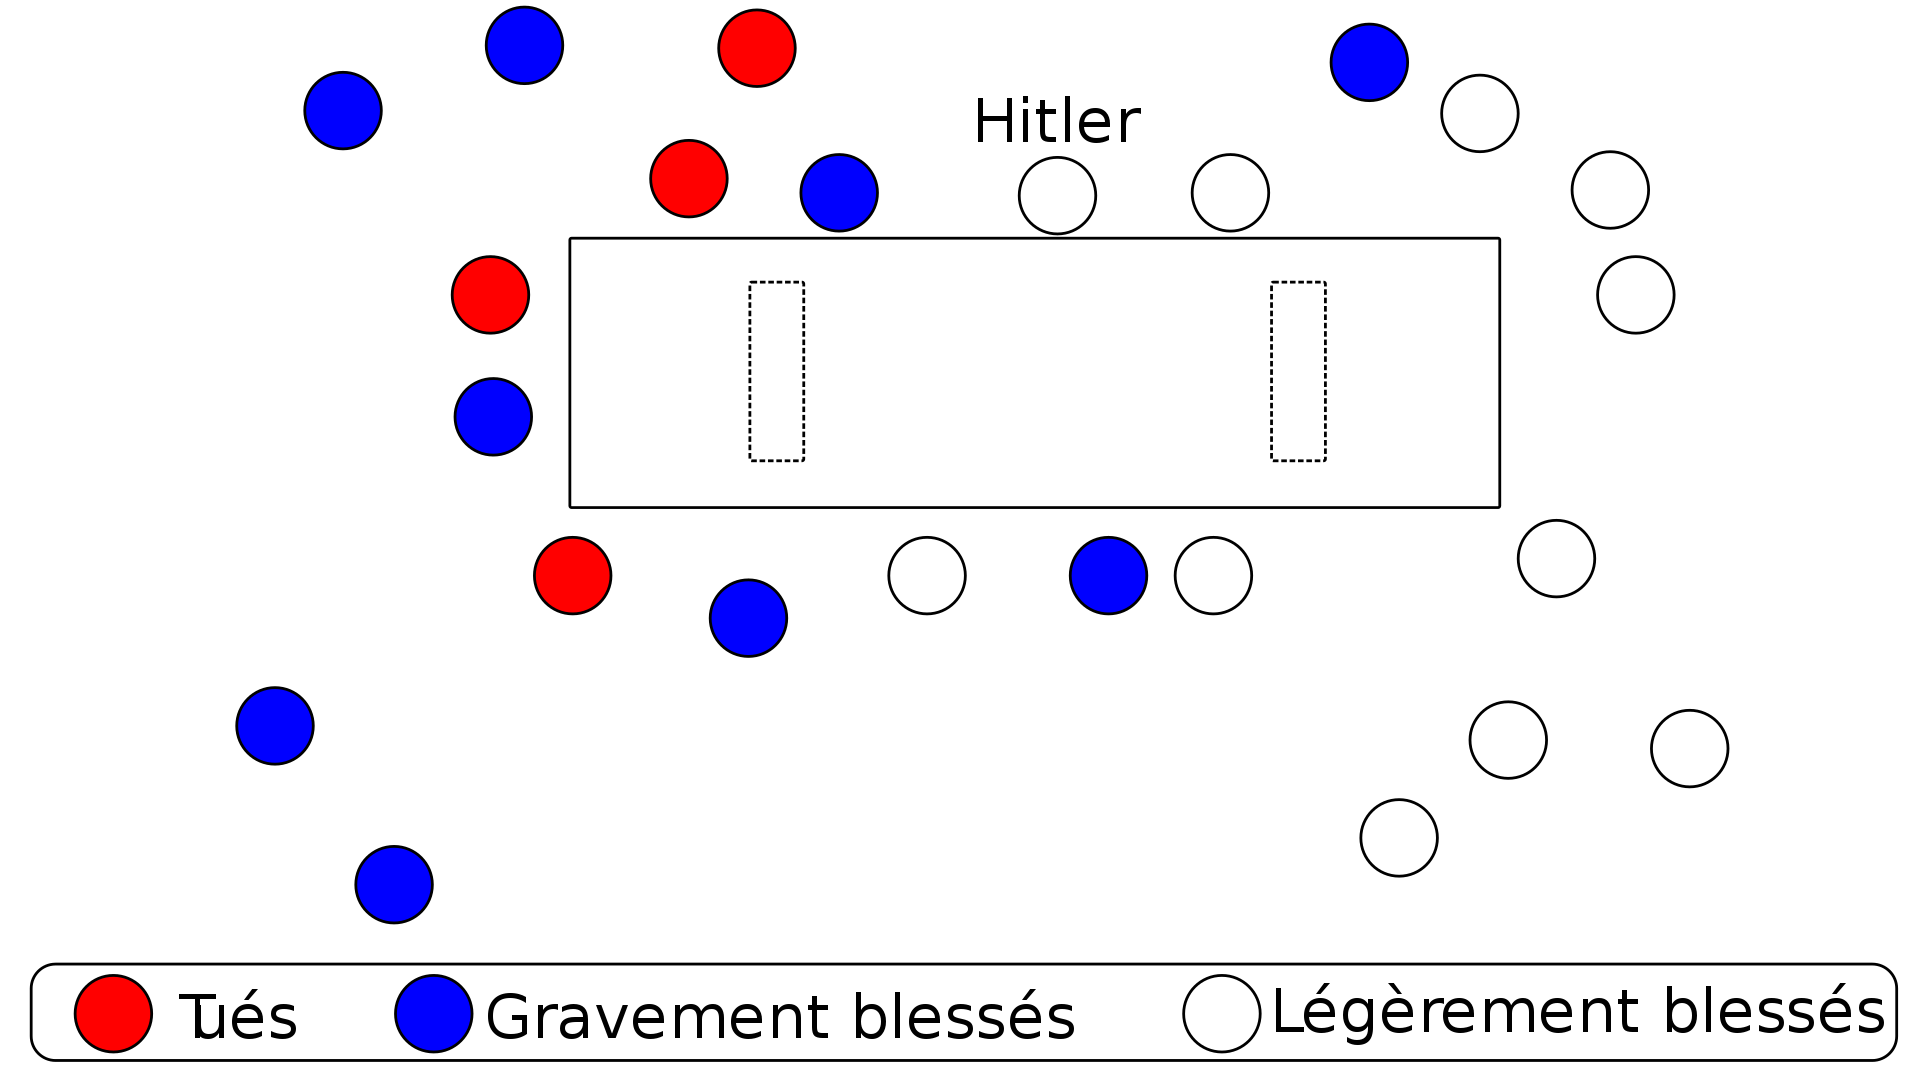 Hitler
Tués
Gravement blessés
Légèrement blessés